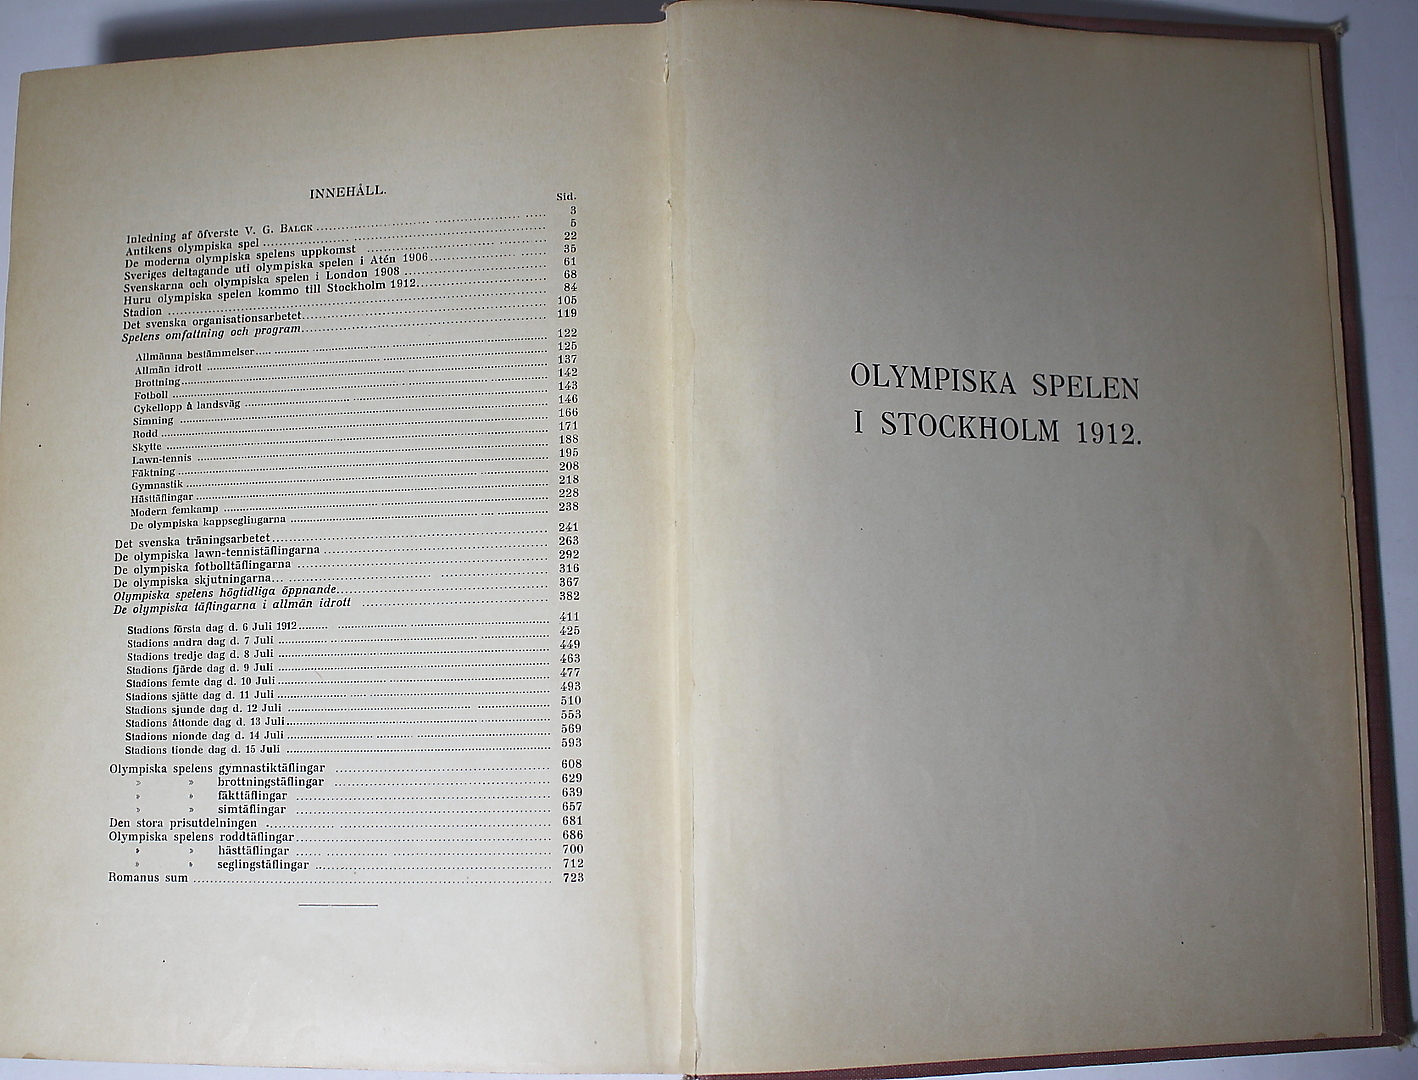 INNEHÅLL.
Sid.
Inledning af öfverste V. G. BALCK ........ 3
Antikens olympiska spel ........ 5
De moderna olympiska spelens uppkomst ........ 22
Sveriges deltagande uti olympiska spelen i Atén 1906 ........ 35
Svenskarna och olympiska spelen i London 1908 ........ 61
Huru olympiska spelen kommo till Stockholm 1912 ........ 68
Stadion ........ 84
Det svenska organisationsarbetet ........ 105
Spelens omfattning och program ........ 119
Allmänna bestämmelser ........ 122
Allmän idrott ........ 125
Brottning ........ 137
Fotboll ........ 142
Cykellopp å landsväg ........ 143
Simning ........ 146
Rodd ........ 166
Skytte ........ 171
Lawn-tennis ........ 188
Fäktning ........ 195
Gymnastik ........ 208
Hästtäflingar ........ 218
Modern femkamp ........ 228
De olympiska kappseglingarna ........ 238
Det svenska träningsarbetet ........ 241
De olympiska lawn-tennistäflingarna ........ 263
De olympiska fotbolltäflingarna ........ 292
De olympiska skjutningarna ........ 316
Olympiska spelens högtidliga öppnande ........ 367
De olympiska täflingarna i allmän idrott ........ 382
Stadions första dag d. 6 Juli 1912 ........ 411
Stadions andra dag d. 7 Juli ........ 425
Stadions tredje dag d. 8 Juli ........ 449
Stadions fjärde dag d. 9 Juli ........ 463
Stadions femte dag d. 10 Juli ........ 477
Stadions sjätte dag d. 11 Juli ........ 493
Stadions sjunde dag d. 12 Juli ........ 510
Stadions åttonde dag d. 13 Juli ........ 553
Stadions nionde dag d. 14 Juli ........ 569
Stadions tionde dag d. 15 Juli ........ 593
Olympiska spelens gymnastiktäflingar ........ 608
» » brottningstäflingar ........ 629
» » fäkttäflingar ........ 639
» » simtäflingar ........ 657
Den stora prisutdelningen ........ 681
Olympiska spelens roddtäflingar ........ 686
» » hästtäflingar ........ 700
» » seglingstäflingar ........ 712
Romanus sum ........ 723
OLYMPISKA SPELEN
I STOCKHOLM 1912.